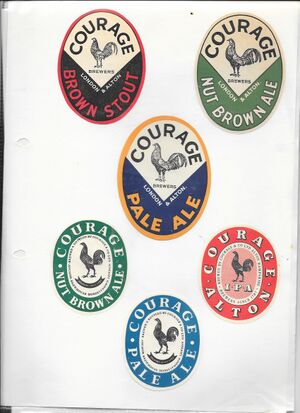 COURAGE
BREWERS
LONDON & ALTON.
BROWN STOUT
COURAGE
BREWERS
LONDON & ALTON.
NUT BROWN ALE
COURAGE
BREWERS
LONDON & ALTON.
PALE ALE
· COURAGE ·
NUT BROWN ALE
COURAGE
I.P.A
ALTON
· COURAGE ·
PALE ALE